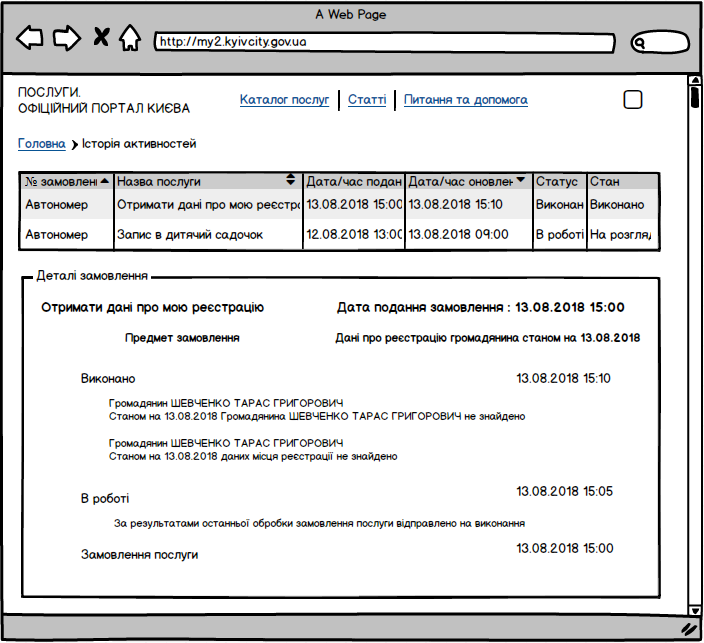 A Web Page
http://my2.kyivcity.gov.ua
ПОСЛУГИ.
ОФІЦІЙНИЙ ПОРТАЛ КИЄВА
Каталог послуг Статті Питання та допомога
Головна Історія активностей
№ замовлен Назва послуги Дата/час подан Дата/час оновлен Статус Стан
Автономер Отримати дані про мою реєстра 13.08.2018 15:00 13.08.2018 15:10 Виконан Виконано
Автономер Запис в дитячий садочок 12.08.2018 13:00 13.08.2018 09:00 В роботі На розгляд
Деталі замовлення
Отримати дані про мою реєстрацію Дата подання замовлення : 13.08.2018 15:00
Предмет замовлення Дані про реєстрацію громадянина станом на 13.08.2018
Виконано 13.08.2018 15:10
Громадянин ШЕВЧЕНКО ТАРАС ГРИГОРОВИЧ
Станом на 13.08.2018 Громадянина ШЕВЧЕНКО ТАРАС ГРИГОРОВИЧ не знайдено
Громадянин ШЕВЧЕНКО ТАРАС ГРИГОРОВИЧ
Станом на 13.08.2018 даних місця реєстрації не знайдено
В роботі 13.08.2018 15:05
За результатами останньої обробки замовлення послуги відправлено на виконання
Замовлення послуги 13.08.2018 15:00